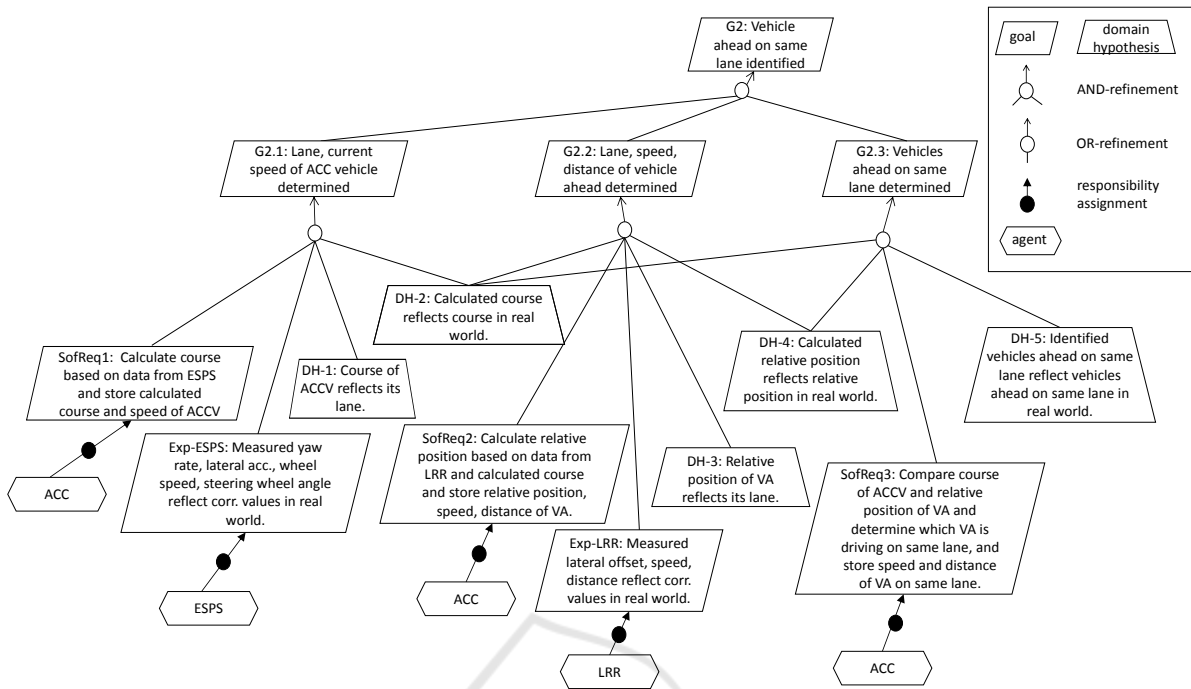 G2: Vehicle
ahead on same
lane identified
goal
domain
hypothesis
AND-refinement
OR-refinement
responsibility
assignment
agent
G2.1: Lane, current
speed of ACC vehicle
determined
G2.2: Lane, speed,
distance of vehicle
ahead determined
G2.3: Vehicles
ahead on same
lane determined
DH-2: Calculated course
reflects course in real
world.
SofReq1: Calculate course
based on data from ESPS
and store calculated
course and speed of ACCV
DH-1: Course of
ACCV reflects its
lane.
DH-4: Calculated
relative position
reflects relative
position in real world.
DH-5: Identified
vehicles ahead on same
lane reflect vehicles
ahead on same lane in
real world.
Exp-ESPS: Measured yaw
rate, lateral acc., wheel
speed, steering wheel angle
reflect corr. values in real
world.
SofReq2: Calculate relative
position based on data from
LRR and calculated course
and store relative position,
speed, distance of VA.
DH-3: Relative
position of VA
reflects its lane.
SofReq3: Compare course
of ACCV and relative
position of VA and
determine which VA is
driving on same lane, and
store speed and distance
of VA on same lane.
ACC
Exp-LRR: Measured
lateral offset, speed,
distance reflect corr.
values in real world.
ESPS
ACC
LRR
ACC